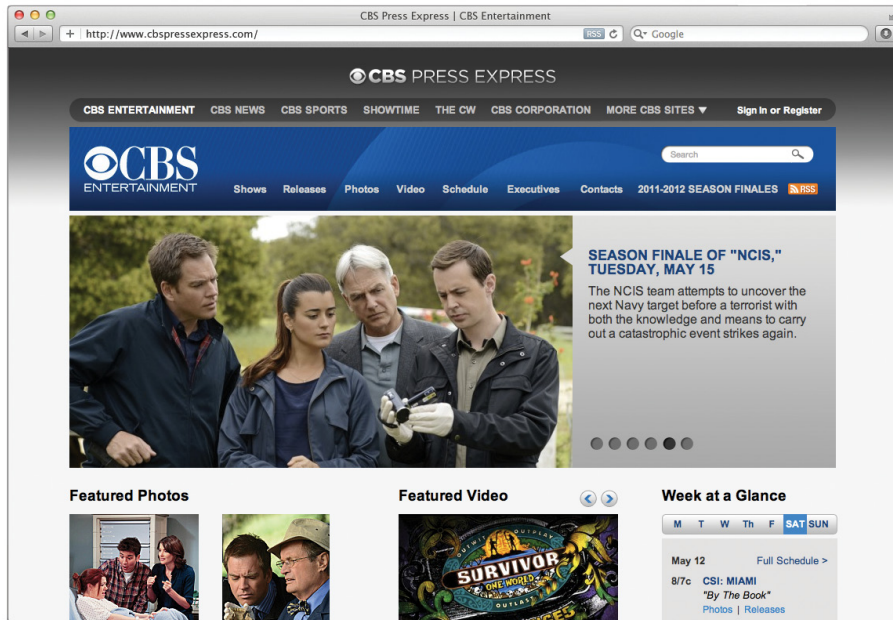 CBS Press Express | CBS Entertainment
http://www.cbspressexpress.com/
RSS
Google
CBS PRESS EXPRESS
CBS ENTERTAINMENT CBS NEWS CBS SPORTS SHOWTIME THE CW CBS CORPORATION MORE CBS SITES ▼ Sign In or Register
CBS
ENTERTAINMENT
Search
Shows Releases Photos Video Schedule Executives Contacts 2011-2012 SEASON FINALES RSS
SEASON FINALE OF "NCIS,"
TUESDAY, MAY 15
The NCIS team attempts to uncover the
next Navy target before a terrorist with
both the knowledge and means to carry
out a catastrophic event strikes again.
Featured Photos
Featured Video
Week at a Glance
M T W Th F SAT SUN
May 12 Full Schedule >
8/7c CSI: MIAMI
"By The Book"
Photos | Releases
OUTWIT OUTPLAY
SURVIVOR
ONE WORLD
OUTLAST